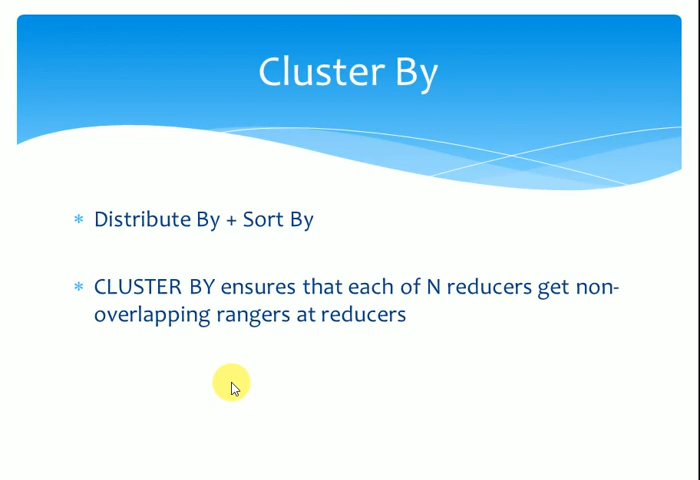 Cluster By
* Distribute By + Sort By
* CLUSTER BY ensures that each of N reducers get non-
overlapping rangers at reducers